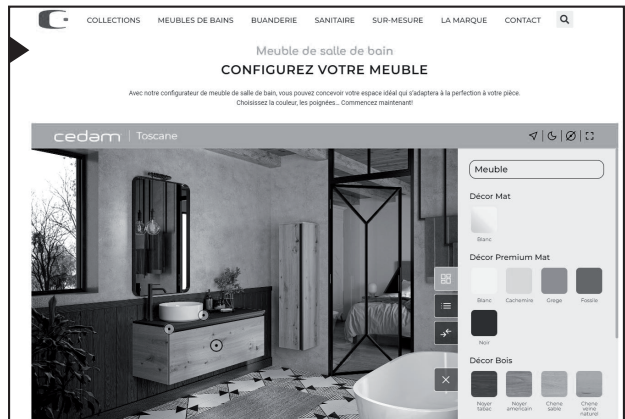 COLLECTIONS MEUBLES DE BAINS BUANDERIE SANITAIRE SUR-MESURE LA MARQUE CONTACT
Meuble de salle de bain
CONFIGUREZ VOTRE MEUBLE
Avec notre configurateur de meuble de salle de bain, vous pouvez concevoir votre espace idéal qui s'adaptera à la perfection à votre pièce.
Choisissez la couleur, les poignées... Commencez maintenant!
cedam | Toscane
Meuble
Décor Mat
Blanc
Décor Premium Mat
Blanc Cachemire Grege Fossile
Noir
Décor Bois
Noyer tabac
Noyer americain
Chene sable
Chene veine naturel